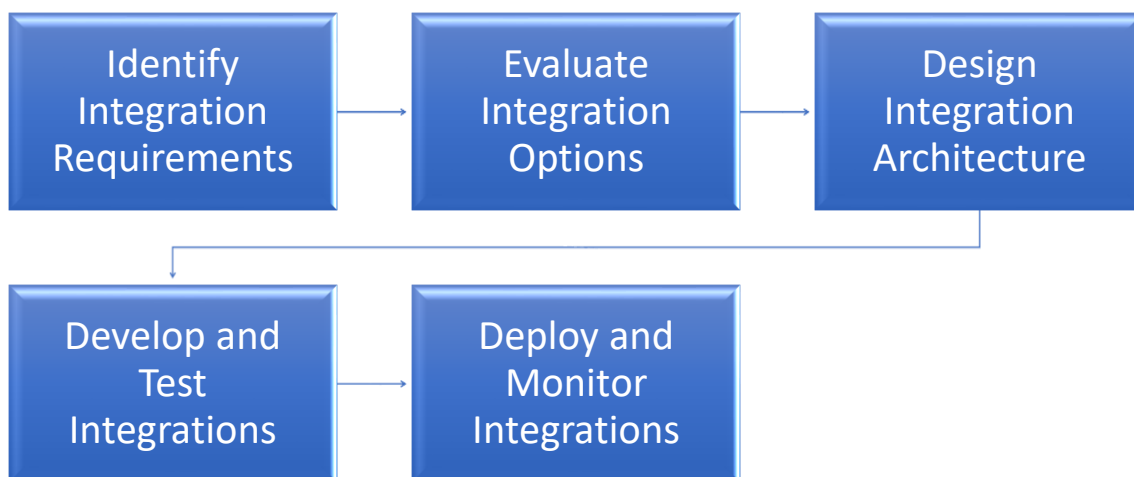 Identify
Integration
Requirements
Evaluate
Integration
Options
Design
Integration
Architecture
Develop and
Test
Integrations
Deploy and
Monitor
Integrations